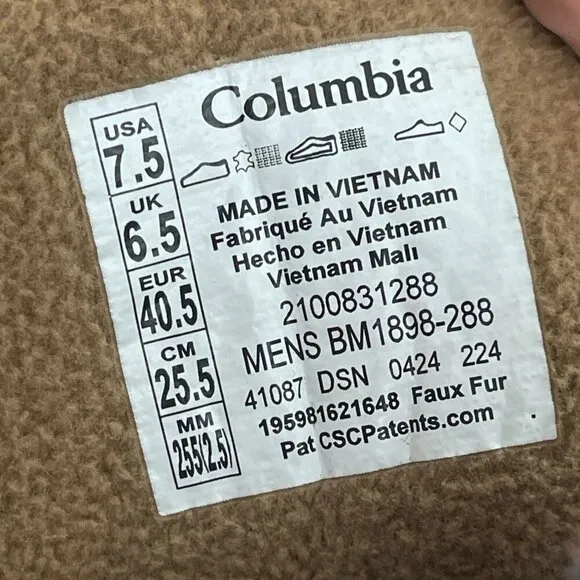 Columbia
USA
7.5
UK
6.5
EUR
40.5
CM
25.5
MM
255(2.5)
MADE IN VIETNAM
Fabriqué Au Vietnam
Hecho en Vietnam
Vietnam Malı
2100831288
MENS BM1898-288
41087 DSN 0424 224
195981621648 Faux Fur
Pat CSCPatents.com